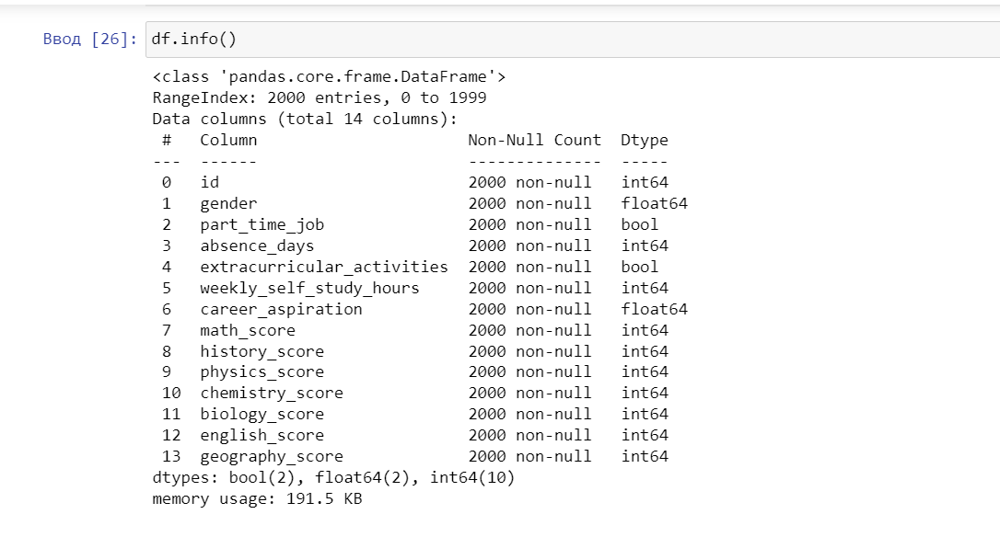 Ввод [26]: df.info()
<class 'pandas.core.frame.DataFrame'>
RangeIndex: 2000 entries, 0 to 1999
Data columns (total 14 columns):
 #   Column                      Non-Null Count  Dtype
---  ------                      --------------  -----
 0   id                          2000 non-null   int64
 1   gender                      2000 non-null   float64
 2   part_time_job               2000 non-null   bool
 3   absence_days                2000 non-null   int64
 4   extracurricular_activities  2000 non-null   bool
 5   weekly_self_study_hours     2000 non-null   int64
 6   career_aspiration           2000 non-null   float64
 7   math_score                  2000 non-null   int64
 8   history_score               2000 non-null   int64
 9   physics_score               2000 non-null   int64
 10  chemistry_score             2000 non-null   int64
 11  biology_score               2000 non-null   int64
 12  english_score               2000 non-null   int64
 13  geography_score             2000 non-null   int64
dtypes: bool(2), float64(2), int64(10)
memory usage: 191.5 KB